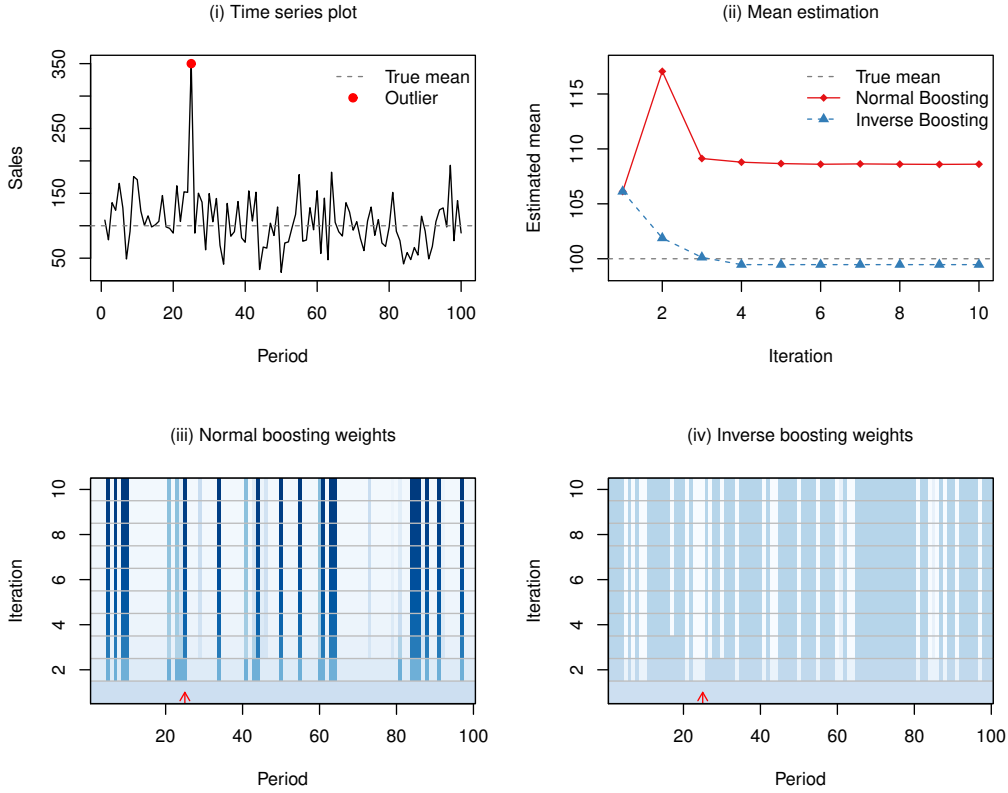 (i) Time series plot
Sales
350
250
150
50
True mean
Outlier
0 20 40 60 80 100
Period
(ii) Mean estimation
Estimated mean
115
110
105
100
True mean
Normal Boosting
Inverse Boosting
2 4 6 8 10
Iteration
(iii) Normal boosting weights
Iteration
10
8
6
4
2
20 40 60 80 100
Period
(iv) Inverse boosting weights
Iteration
10
8
6
4
2
20 40 60 80 100
Period